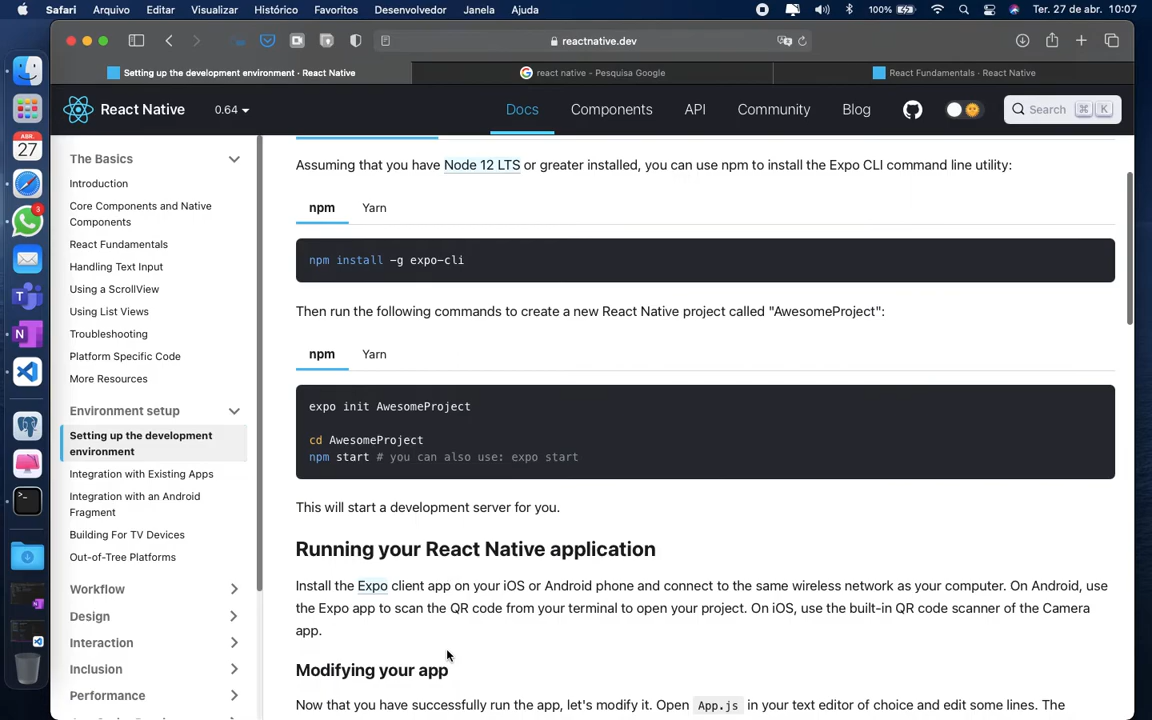 Safari Arquivo Editar Visualizar Histórico Favoritos Desenvolvedor Janela Ajuda 100% Ter. 27 de abr. 10:07
reactnative.dev
Setting up the development environment · React Native
react native - Pesquisa Google
React Fundamentals · React Native
React Native 0.64 Docs Components API Community Blog Search ⌘ K
ABR.
27
3
The Basics
Introduction
Core Components and Native
Components
React Fundamentals
Handling Text Input
Using a ScrollView
Using List Views
Troubleshooting
Platform Specific Code
More Resources
Environment setup
Setting up the development
environment
Integration with Existing Apps
Integration with an Android
Fragment
Building For TV Devices
Out-of-Tree Platforms
Workflow
Design
Interaction
Inclusion
Performance
Assuming that you have Node 12 LTS or greater installed, you can use npm to install the Expo CLI command line utility:
npm Yarn
npm install -g expo-cli
Then run the following commands to create a new React Native project called "AwesomeProject":
npm Yarn
expo init AwesomeProject
cd AwesomeProject
npm start # you can also use: expo start
This will start a development server for you.
Running your React Native application
Install the Expo client app on your iOS or Android phone and connect to the same wireless network as your computer. On Android, use
the Expo app to scan the QR code from your terminal to open your project. On iOS, use the built-in QR code scanner of the Camera
app.
Modifying your app
Now that you have successfully run the app, let's modify it. Open App.js in your text editor of choice and edit some lines. The